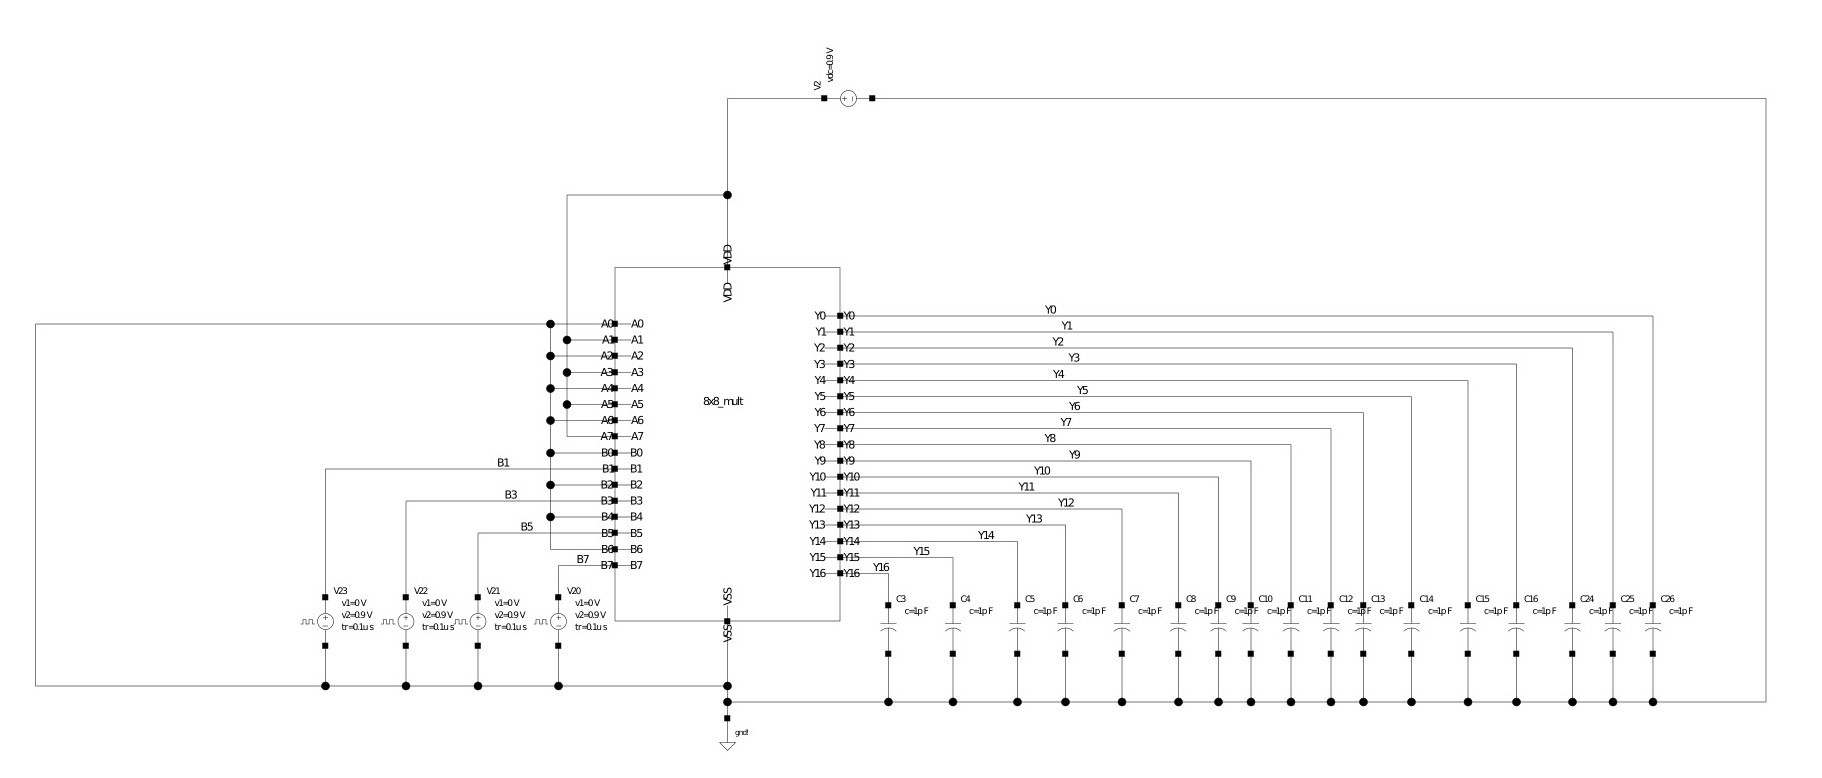 V2
vdc=0.9 V
VDD
VDD
8x8_mult
A0 A0
A1 A1
A2 A2
A3 A3
A4 A4
A5 A5
A6 A6
A7 A7
B0 B0
B1 B1 B1
B2 B2
B3 B3 B3
B4 B4
B5 B5 B5
B6 B6
B7 B7 B7
Y0 Y0 Y0
Y1 Y1 Y1
Y2 Y2 Y2
Y3 Y3 Y3
Y4 Y4 Y4
Y5 Y5 Y5
Y6 Y6 Y6
Y7 Y7 Y7
Y8 Y8 Y8
Y9 Y9 Y9
Y10 Y10 Y10
Y11 Y11 Y11
Y12 Y12 Y12
Y13 Y13 Y13
Y14 Y14 Y14
Y15 Y15 Y15
Y16 Y16 Y16
VSS
VSS
V23
v1=0 V
v2=0.9 V
tr=0.1u s
V22
v1=0 V
v2=0.9 V
tr=0.1u s
V21
v1=0 V
v2=0.9 V
tr=0.1u s
V20
v1=0 V
v2=0.9 V
tr=0.1u s
C3
c=1p F
C4
c=1p F
C5
c=1p F
C6
c=1p F
C7
c=1p F
C8
c=1p F
C9
c=1p F
C10
c=1p F
C11
c=1p F
C12
c=1p F
C13
c=1p F
C14
c=1p F
C15
c=1p F
C16
c=1p F
C24
c=1p F
C25
c=1p F
C26
c=1p F
gnd!